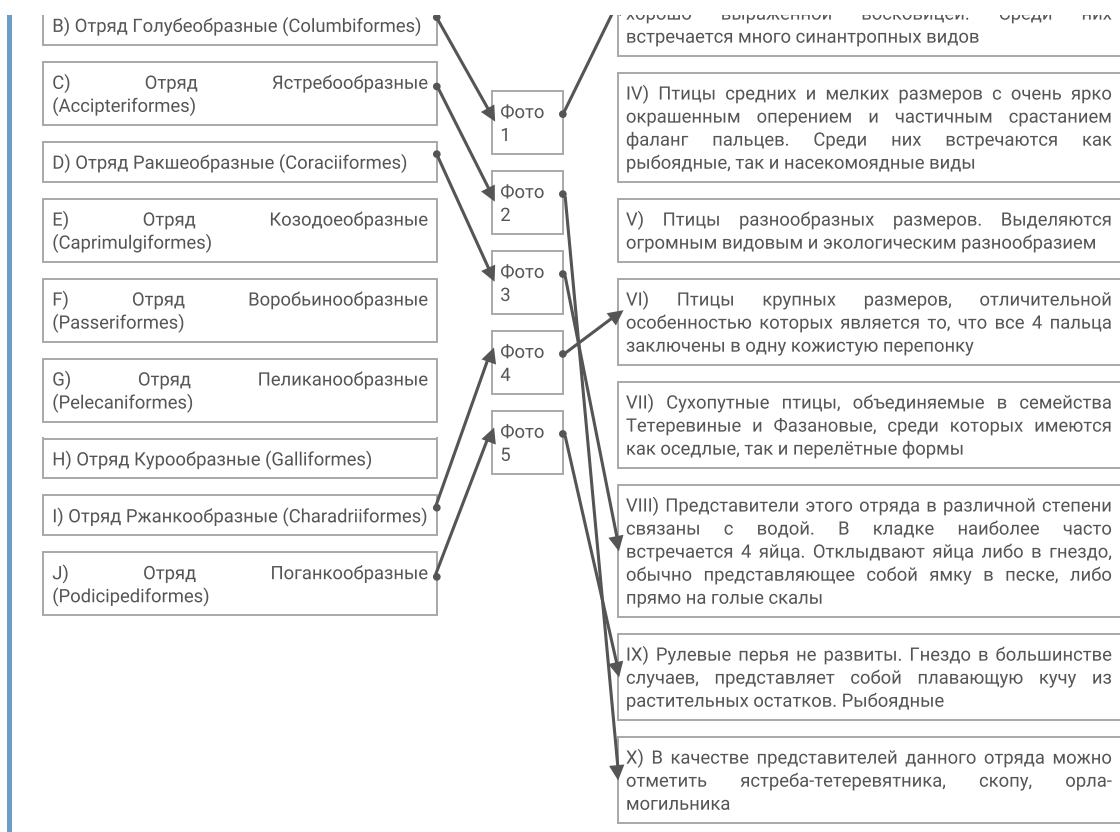 B) Отряд Голубеобразные (Columbiformes)
C) Отряд Ястребообразные
(Accipiteriformes)
D) Отряд Ракшеобразные (Coraciiformes)
E) Отряд Козодоеобразные
(Caprimulgiformes)
F) Отряд Воробьинообразные
(Passeriformes)
G) Отряд Пеликанообразные
(Pelecaniformes)
H) Отряд Курообразные (Galliformes)
I) Отряд Ржанкообразные (Charadriiformes)
J) Отряд Поганкообразные
(Podicipediformes)
Фото
1
Фото
2
Фото
3
Фото
4
Фото
5
хорошо выраженной восковицей. Среди них
встречается много синантропных видов
IV) Птицы средних и мелких размеров с очень ярко
окрашенным оперением и частичным срастанием
фаланг пальцев. Среди них встречаются как
рыбоядные, так и насекомоядные виды
V) Птицы разнообразных размеров. Выделяются
огромным видовым и экологическим разнообразием
VI) Птицы крупных размеров, отличительной
особенностью которых является то, что все 4 пальца
заключены в одну кожистую перепонку
VII) Сухопутные птицы, объединяемые в семейства
Тетеревиные и Фазановые, среди которых имеются
как оседлые, так и перелётные формы
VIII) Представители этого отряда в различной степени
связаны с водой. В кладке наиболее часто
встречается 4 яйца. Отклыдвают яйца либо в гнездо,
обычно представляющее собой ямку в песке, либо
прямо на голые скалы
IX) Рулевые перья не развиты. Гнездо в большинстве
случаев, представляет собой плавающую кучу из
растительных остатков. Рыбоядные
X) В качестве представителей данного отряда можно
отметить ястреба-тетеревятника, скопу, орла-
могильника